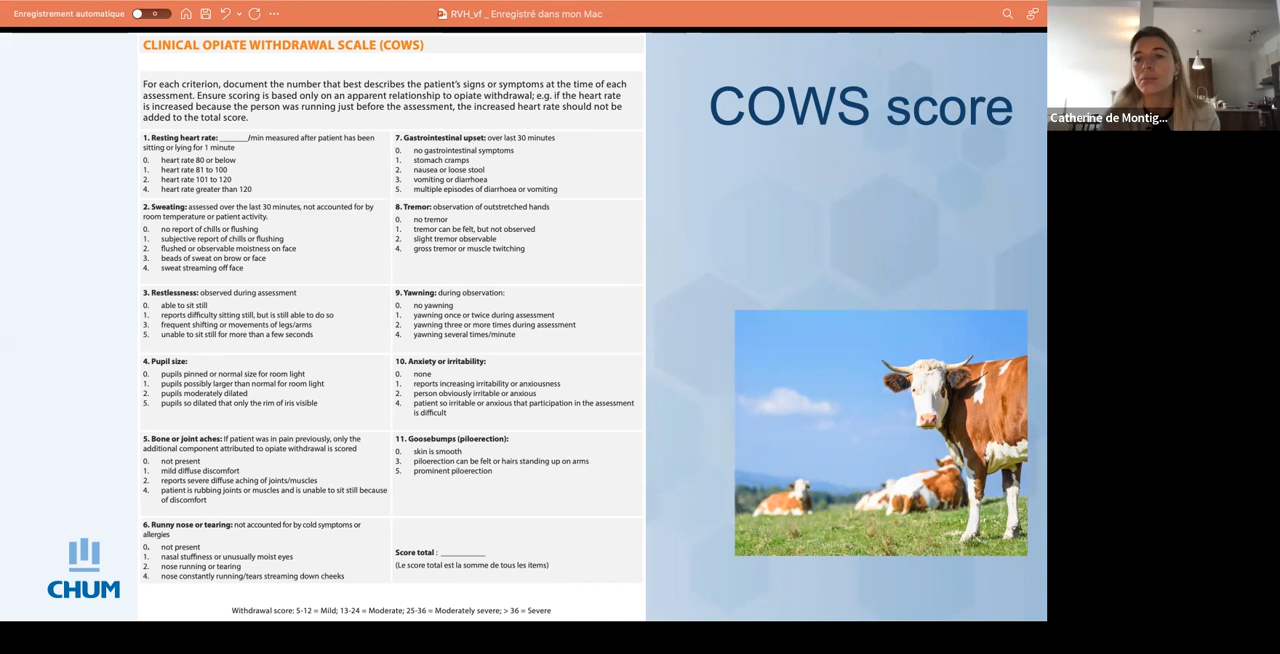 Enregistrement automatique
RVH_vf _ Enregistré dans mon Mac
CLINICAL OPIATE WITHDRAWAL SCALE (COWS)
For each criterion, document the number that best describes the patient's signs or symptoms at the time of each
assessment. Ensure scoring is based only on an apparent relationship to opiate withdrawal; e.g. if the heart rate
is increased because the person was running just before the assessment, the increased heart rate should not be
added to the total score.
1. Resting heart rate: _______/min measured after patient has been
sitting or lying for 1 minute
0. heart rate 80 or below
1. heart rate 81 to 100
2. heart rate 101 to 120
4. heart rate greater than 120
2. Sweating: assessed over the last 30 minutes, not accounted for by
room temperature or patient activity.
0. no report of chills or flushing
1. subjective report of chills or flushing
2. flushed or observable moistness on face
3. beads of sweat on brow or face
4. sweat streaming off face
3. Restlessness: observed during assessment
0. able to sit still
1. reports difficulty sitting still, but is still able to do so
3. frequent shifting or movements of legs/arms
5. unable to sit still for more than a few seconds
4. Pupil size:
0. pupils pinned or normal size for room light
1. pupils possibly larger than normal for room light
2. pupils moderately dilated
5. pupils so dilated that only the rim of iris visible
5. Bone or joint aches: If patient was in pain previously, only the
additional component attributed to opiate withdrawal is scored
0. not present
1. mild diffuse discomfort
2. reports severe diffuse aching of joints/muscles
4. patient is rubbing joints or muscles and is unable to sit still because
of discomfort
6. Runny nose or tearing: not accounted for by cold symptoms or
allergies
0. not present
1. nasal stuffiness or unusually moist eyes
2. nose running or tearing
4. nose constantly running/tears streaming down cheeks
7. Gastrointestinal upset: over last 30 minutes
0. no gastrointestinal symptoms
1. stomach cramps
2. nausea or loose stool
3. vomiting or diarrhoea
5. multiple episodes of diarrhoea or vomiting
8. Tremor: observation of outstretched hands
0. no tremor
1. tremor can be felt, but not observed
2. slight tremor observable
4. gross tremor or muscle twitching
9. Yawning: during observation:
0. no yawning
1. yawning once or twice during assessment
2. yawning three or more times during assessment
4. yawning several times/minute
10. Anxiety or irritability:
0. none
1. reports increasing irritability or anxiousness
2. person obviously irritable or anxious
4. patient so irritable or anxious that participation in the assessment
is difficult
11. Goosebumps (piloerection):
0. skin is smooth
3. piloerection can be felt or hairs standing up on arms
5. prominent piloerection
Score total : __________
(Le score total est la somme de tous les items)
Withdrawal score: 5-12 = Mild; 13-24 = Moderate; 25-36 = Moderately severe; > 36 = Severe
CHUM
COWS score
Catherine de Montig...